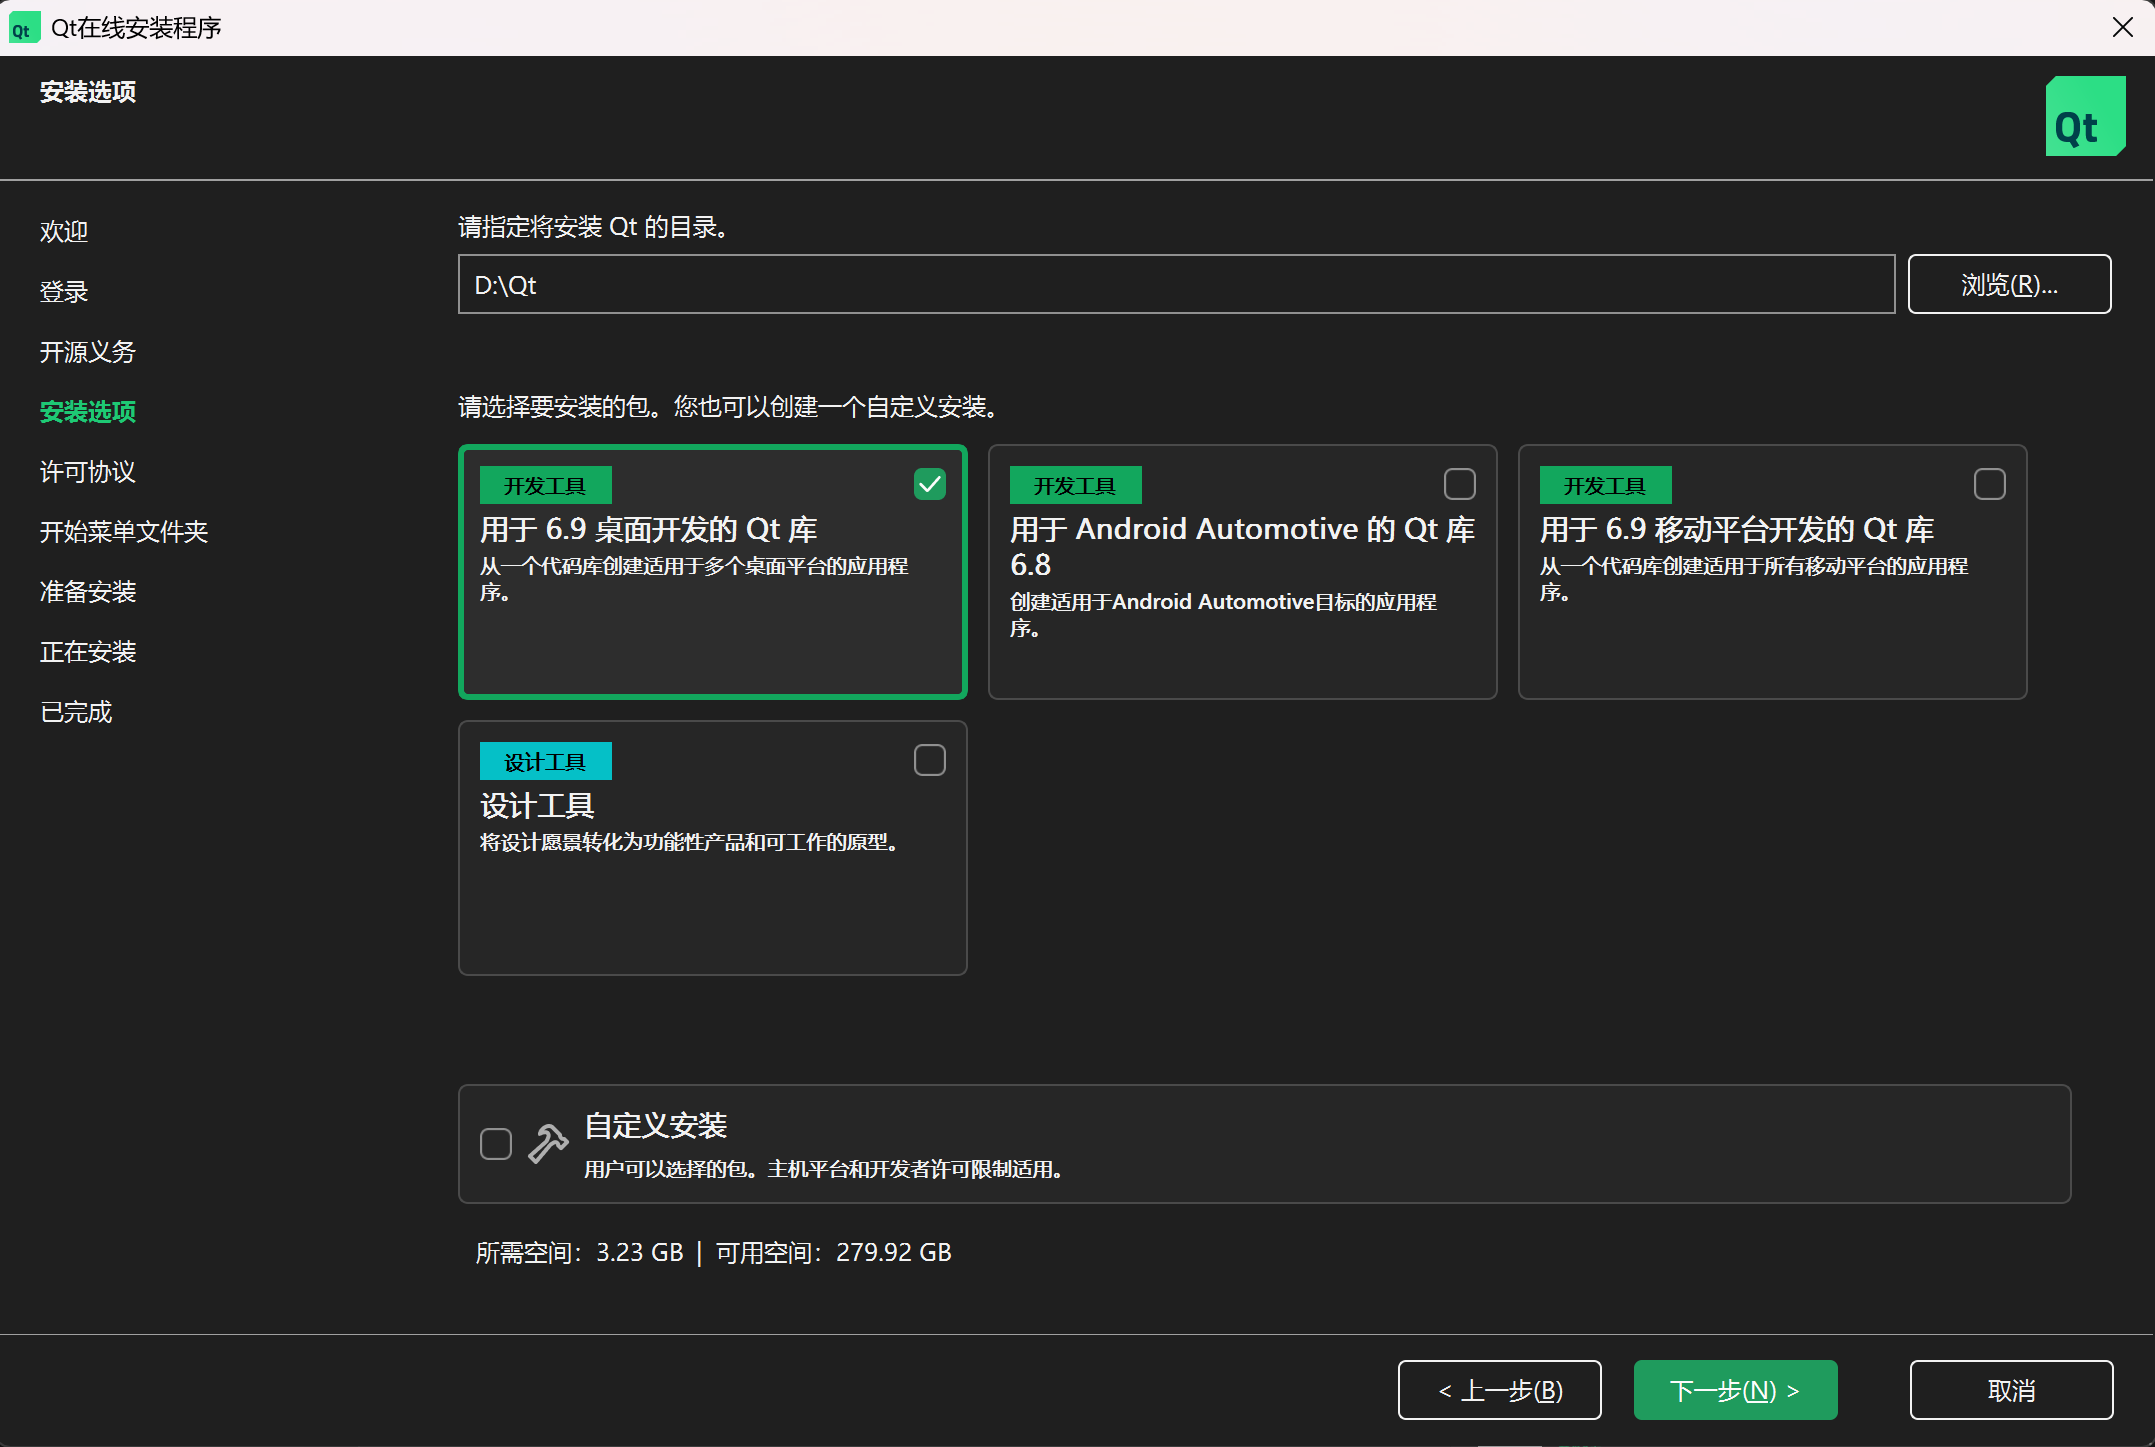 Qt Qt在线安装程序
安装选项
Qt
欢迎
登录
开源义务
安装选项
许可协议
开始菜单文件夹
准备安装
正在安装
已完成
请指定将安装 Qt 的目录。
D:\Qt
浏览(R)...
请选择要安装的包。您也可以创建一个自定义安装。
开发工具
用于 6.9 桌面开发的 Qt 库
从一个代码库创建适用于多个桌面平台的应用程
序。
开发工具
用于 Android Automotive 的 Qt 库
6.8
创建适用于Android Automotive目标的应用程
序。
开发工具
用于 6.9 移动平台开发的 Qt 库
从一个代码库创建适用于所有移动平台的应用程
序。
设计工具
设计工具
将设计愿景转化为功能性产品和可工作的原型。
自定义安装
用户可以选择的包。主机平台和开发者许可限制适用。
所需空间：3.23 GB | 可用空间：279.92 GB
< 上一步(B)
下一步(N) >
取消